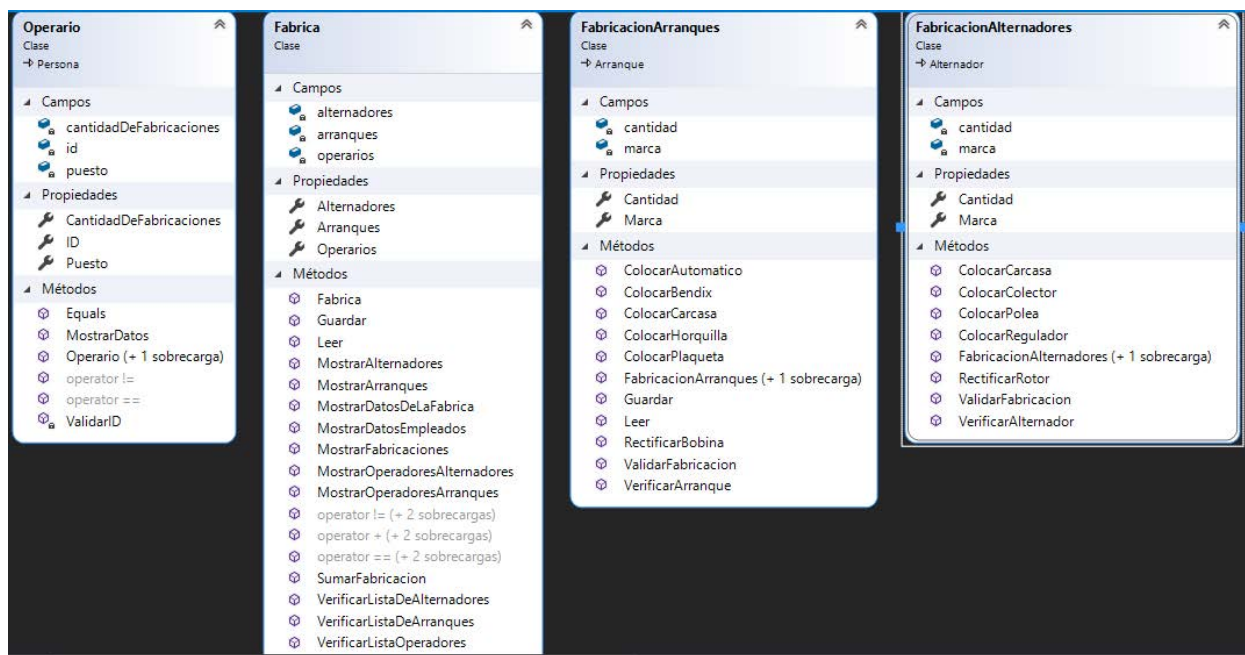 Operario
Clase
Persona
Campos
cantidadDeFabricaciones
id
puesto
Propiedades
CantidadDeFabricaciones
ID
Puesto
Métodos
Equals
MostrarDatos
Operario (+ 1 sobrecarga)
operator !=
operator ==
ValidarID
Fabrica
Clase
Campos
alternadores
arranques
operarios
Propiedades
Alternadores
Arranques
Operarios
Métodos
Fabrica
Guardar
Leer
MostrarAlternadores
MostrarArranques
MostrarDatosDeLaFabrica
MostrarDatosEmpleados
MostrarFabricaciones
MostrarOperadoresAlternadores
MostrarOperadoresArranques
operator != (+ 2 sobrecargas)
operator + (+ 2 sobrecargas)
operator == (+ 2 sobrecargas)
SumarFabricacion
VerificarListaDeAlternadores
VerificarListaDeArranques
VerificarListaOperadores
FabricacionArranques
Clase
Arranque
Campos
cantidad
marca
Propiedades
Cantidad
Marca
Métodos
ColocarAutomatico
ColocarBendix
ColocarCarcasa
ColocarHorquilla
ColocarPlaqueta
FabricacionArranques (+ 1 sobrecarga)
Guardar
Leer
RectificarBobina
ValidarFabricacion
VerificarArranque
FabricacionAlternadores
Clase
Alternador
Campos
cantidad
marca
Propiedades
Cantidad
Marca
Métodos
ColocarCarcasa
ColocarColector
ColocarPolea
ColocarRegulador
FabricacionAlternadores (+ 1 sobrecarga)
RectificarRotor
ValidarFabricacion
VerificarAlternador